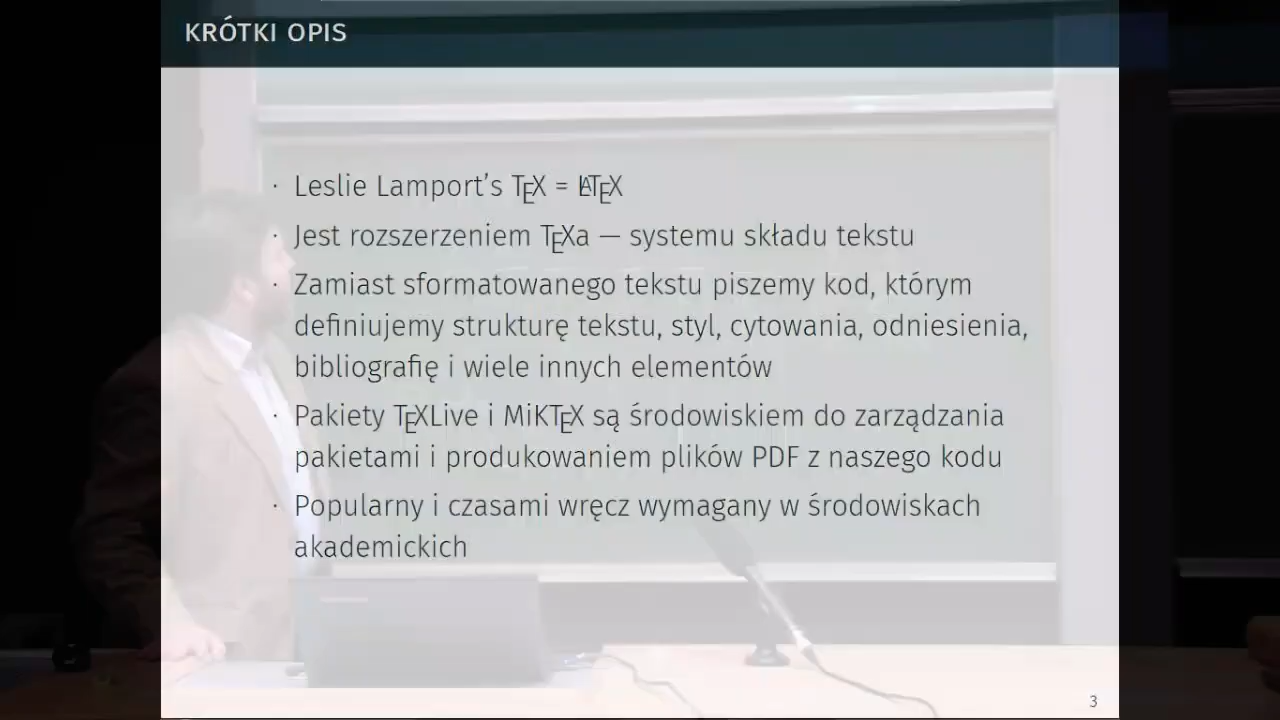 KRÓTKI OPIS
· Leslie Lamport’s TEX = LATEX
· Jest rozszerzeniem TEXa — systemu składu tekstu
· Zamiast sformatowanego tekstu piszemy kod, którym
definiujemy strukturę tekstu, styl, cytowania, odniesienia,
bibliografię i wiele innych elementów
· Pakiety TEXLive i MiKTEX są środowiskiem do zarządzania
pakietami i produkowaniem plików PDF z naszego kodu
· Popularny i czasami wręcz wymagany w środowiskach
akademickich
3